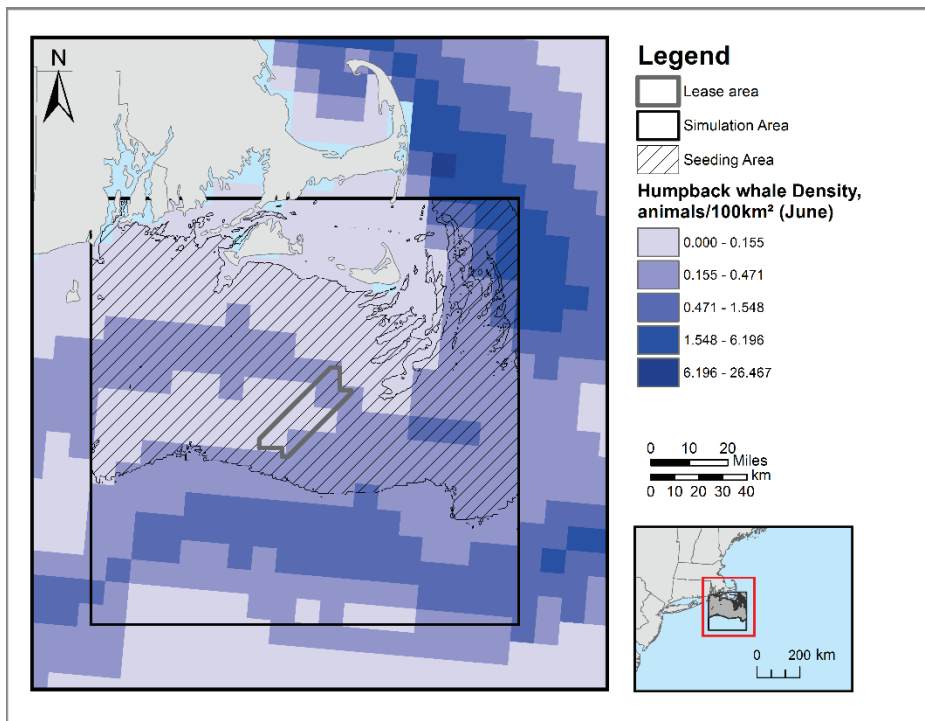 N
Legend
Lease area
Simulation Area
Seeding Area
Humpback whale Density,
animals/100km² (June)
0.000 - 0.155
0.155 - 0.471
0.471 - 1.548
1.548 - 6.196
6.196 - 26.467
0 10 20
Miles
km
0 10 20 30 40
0 200 km